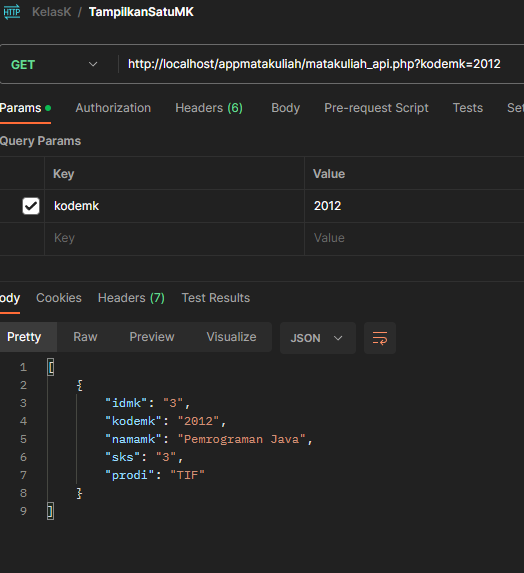 HTTP KelasK / TampilkanSatuMK
GET http://localhost/appmatakuliah/matakuliah_api.php?kodemk=2012
Params Authorization Headers (6) Body Pre-request Script Tests Set
Query Params
Key Value
kodemk 2012
Key Value
ody Cookies Headers (7) Test Results
Pretty Raw Preview Visualize JSON
1 [
2 {
3 "idmk": "3",
4 "kodemk": "2012",
5 "namamk": "Pemrograman Java",
6 "sks": "3",
7 "prodi": "TIF"
8 }
9 ]